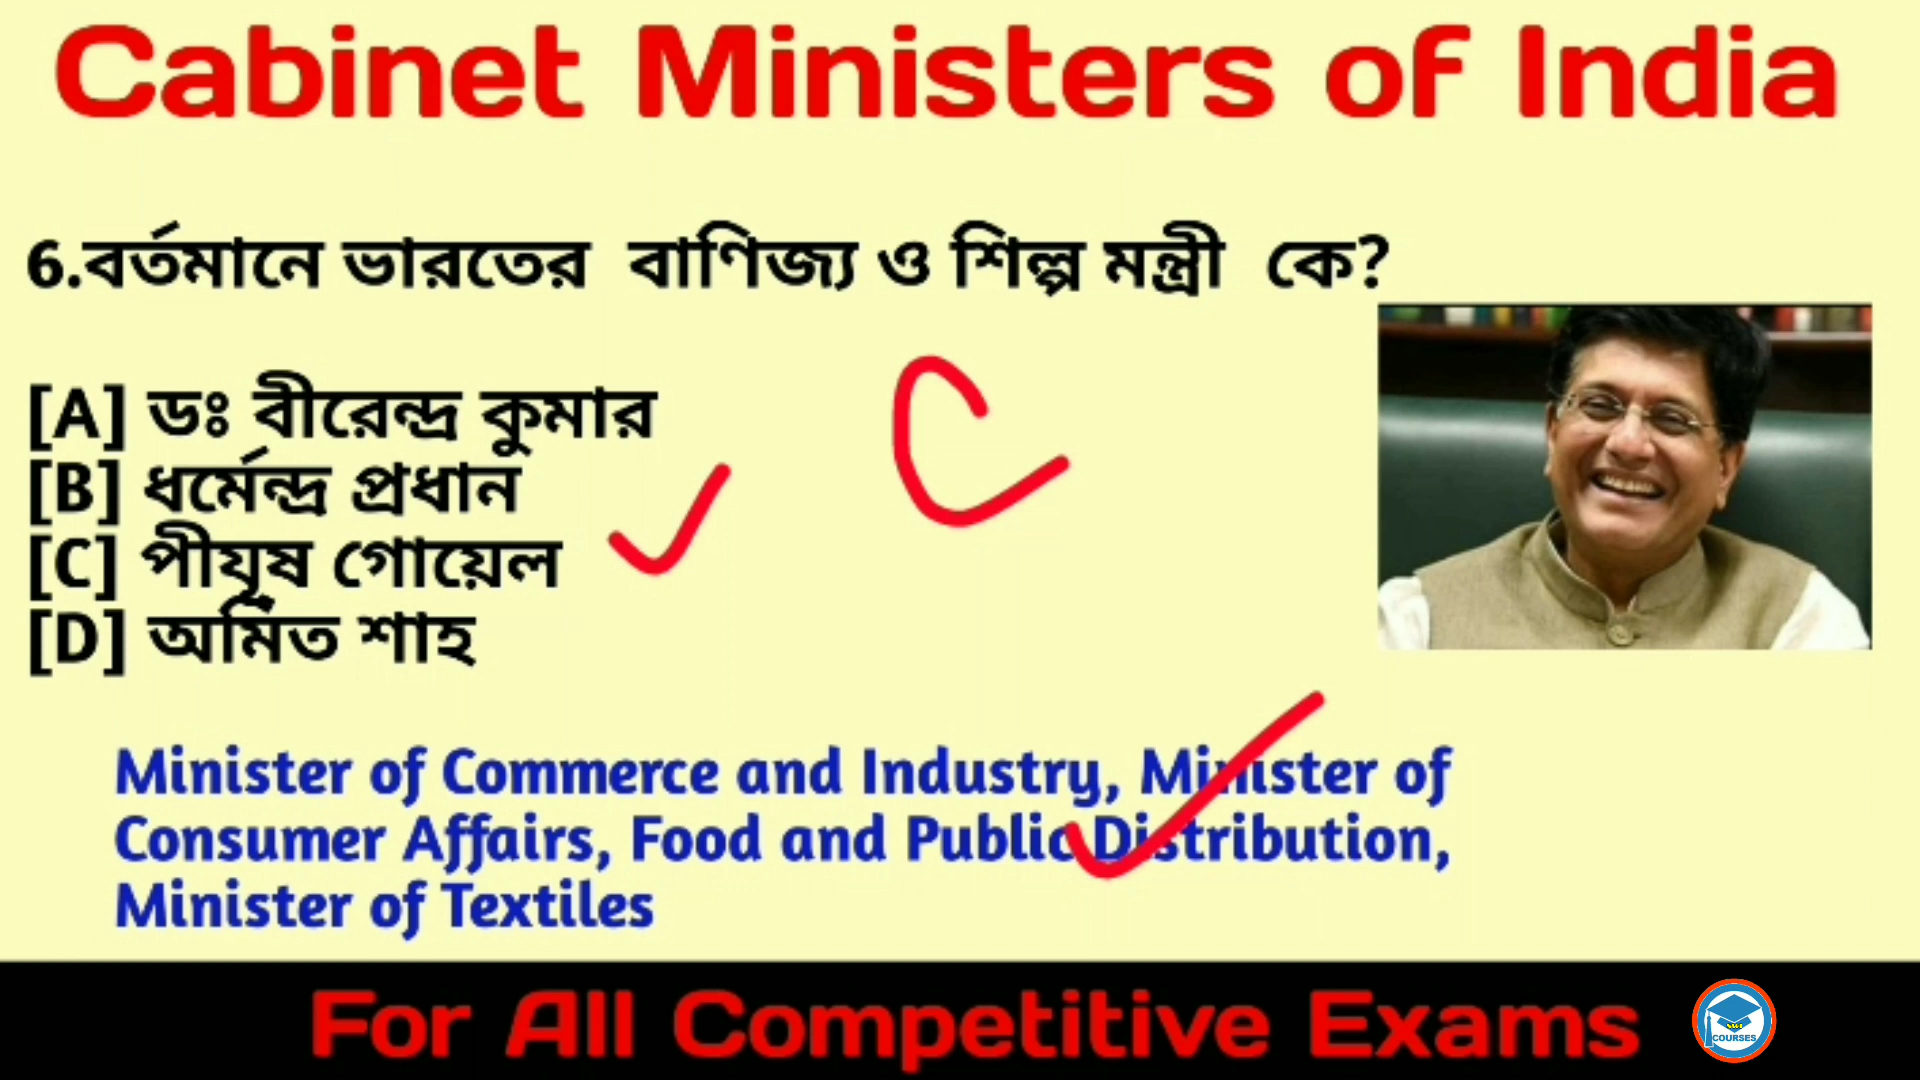 Cabinet Ministers of India
6.বর্তমানে ভারতের বাণিজ্য ও শিল্প মন্ত্রী কে?
[A] ডঃ বীরেন্দ্র কুমার
[B] ধর্মেন্দ্র প্রধান
[C] পীযূষ গোয়েল
[D] অমিত শাহ
C
Minister of Commerce and Industry, Minister of
Consumer Affairs, Food and Public Distribution,
Minister of Textiles
For All Competitive Exams
COURSES